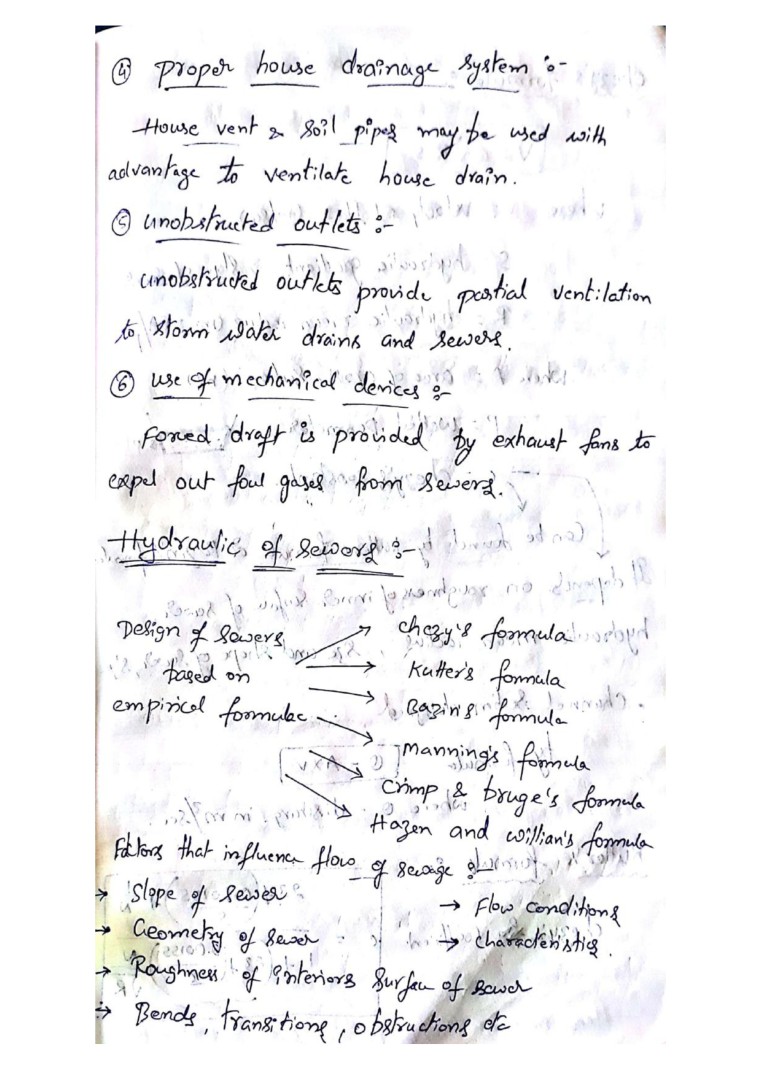 ④ Proper house drainage system :-
House vent & Soil pipes may be used with
advantage to ventilate house drain.
⑤ unobstructed outlets :-
unobstructed outlets provide partial ventilation
to storm water drains and sewers.
⑥ use of mechanical devices :-
Forced draft is provided by exhaust fans to
expel out foul gases from sewers.
Hydraulic of sewers :-
Design of sewers
based on
empirical formulae
Chezy's formula
Kutter's formula
Bazin's formula
Manning's formula
Crimp & bruge's formula
Hazen and willian's formula
Factors that influence flow of sewage :-
→ Slope of sewer
→ Geometry of sewer
→ Roughness of interiors surface of sewer
→ Bends, transitions, obstructions etc
→ Flow conditions
→ characteristics.